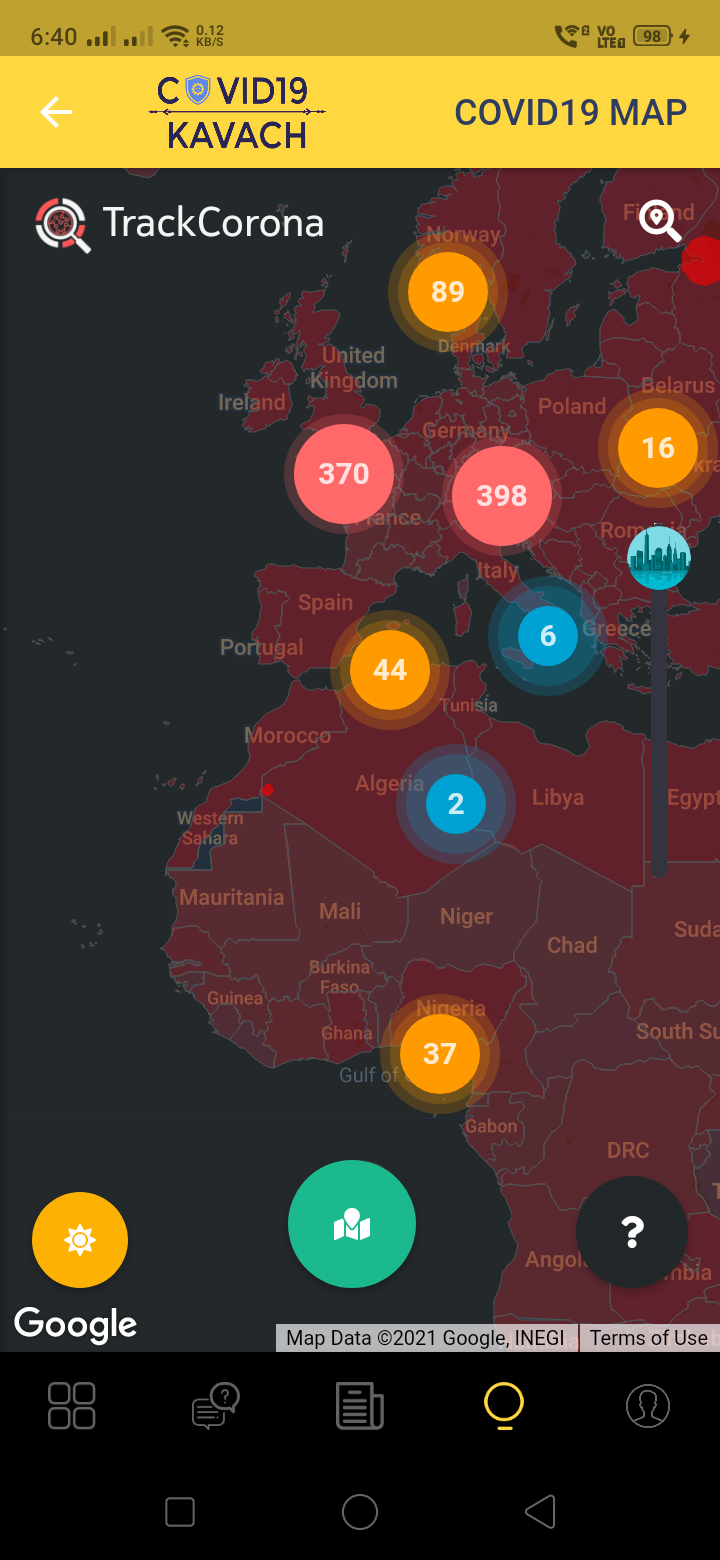 6:40
0.12
KB/S
2
VO
LTE
98
COVID19
KAVACH
COVID19 MAP
TrackCorona
Finland
Norway
89
Denmark
United
Kingdom
Ireland
Belarus
Poland
Germany
16
370
398
France
Romania
Italy
Spain
6
Greece
Portugal
44
Tunisia
Morocco
Algeria
2
Libya
Egypt
Western
Sahara
Mauritania
Mali
Niger
Suda
Chad
Burkina
Faso
Guinea
Nigeria
Ghana
South Su
37
Gulf of
Gabon
DRC
?
Angol
mbia
Google
Map Data ©2021 Google, INEGI
Terms of Use
?